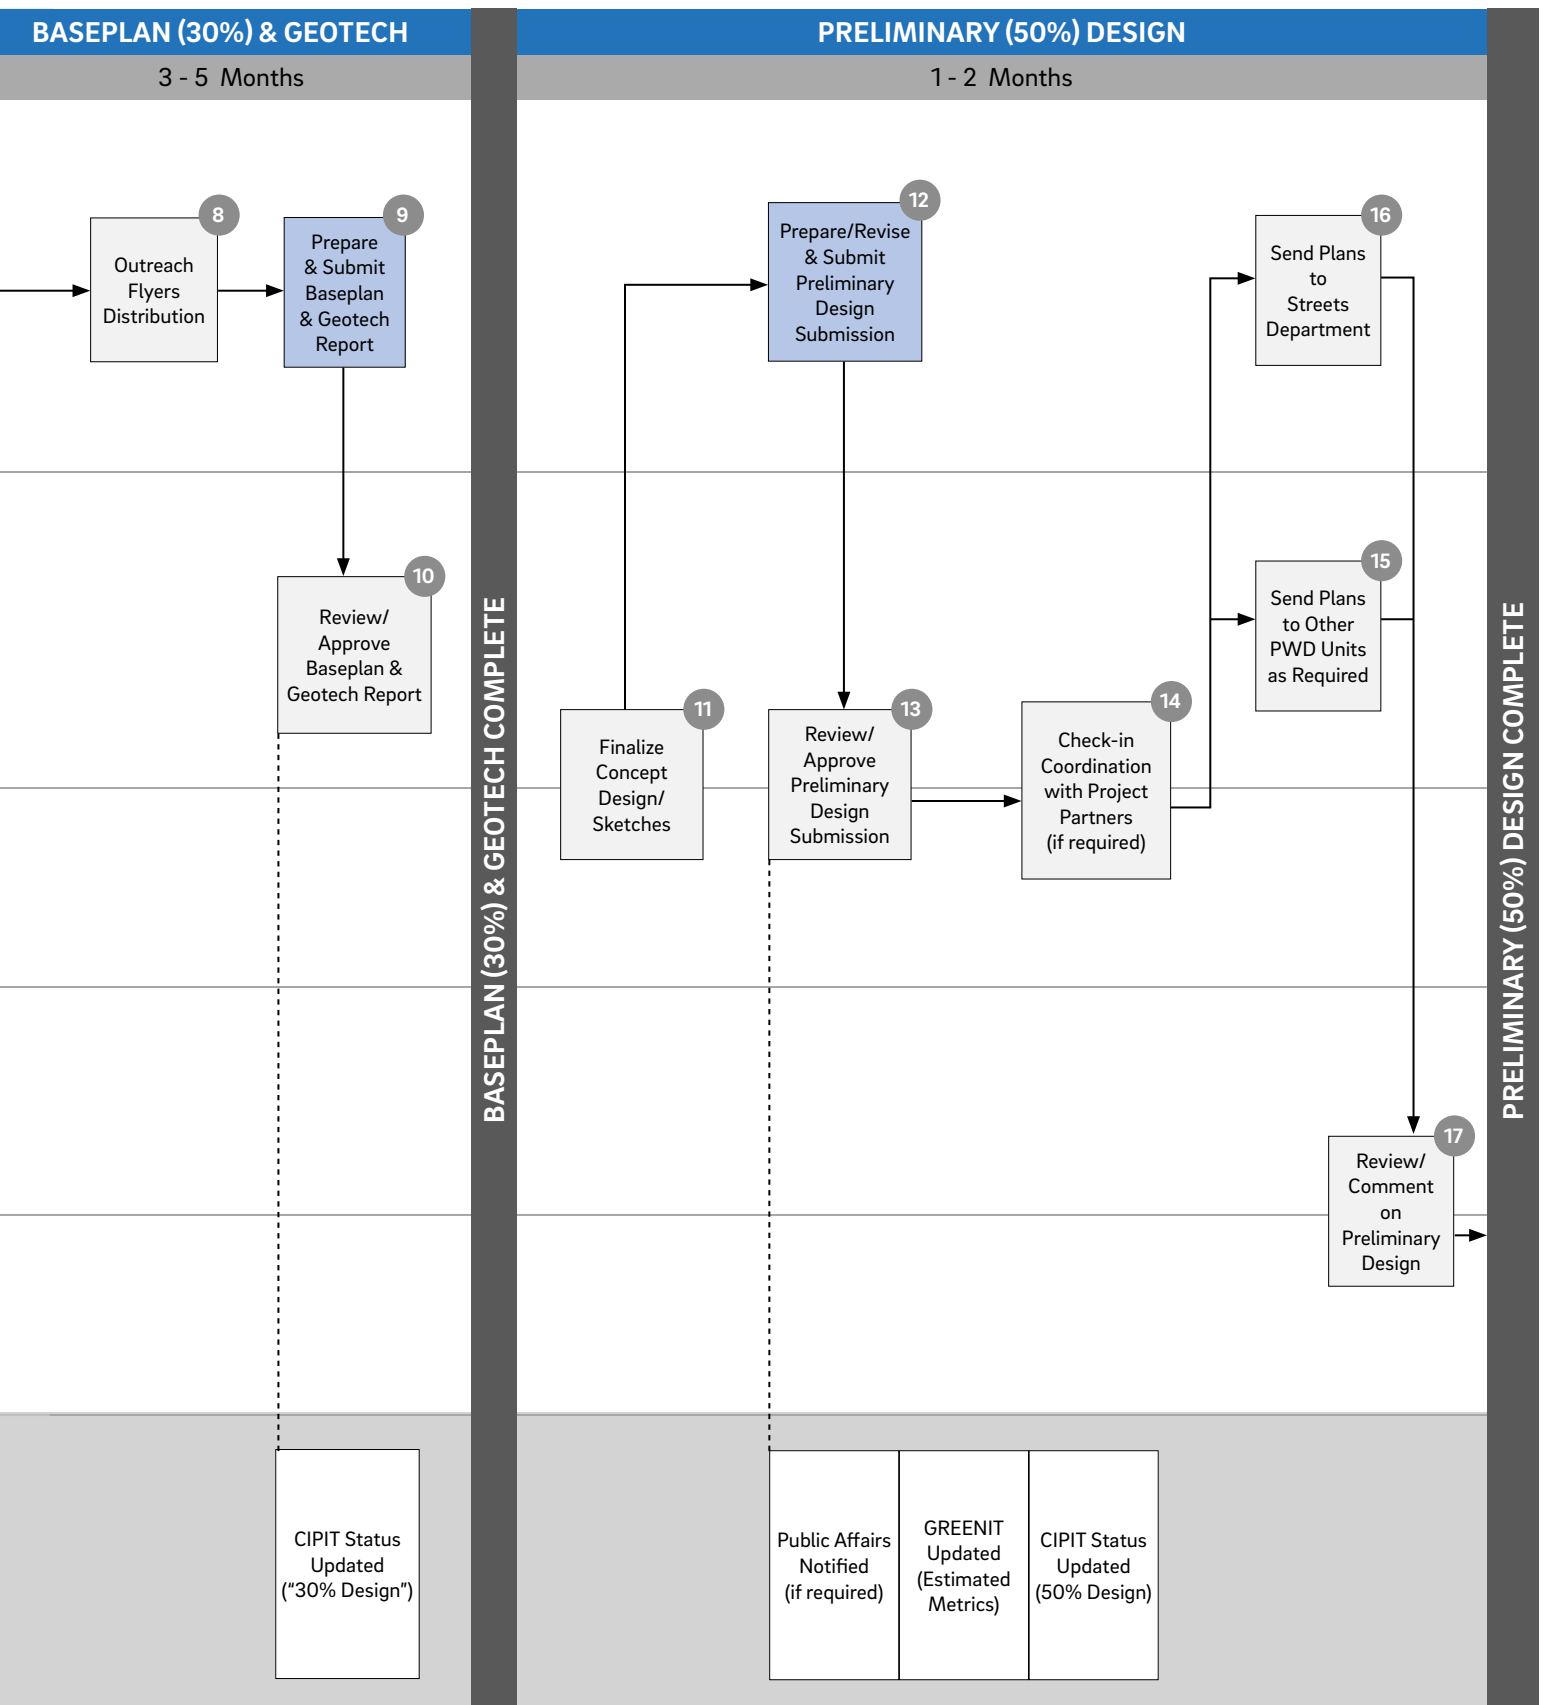 BASEPLAN (30%) & GEOTECH
3 - 5 Months
8
Outreach
Flyers
Distribution
9
Prepare
& Submit
Baseplan
& Geotech
Report
10
Review/
Approve
Baseplan &
Geotech Report
CIPIT Status
Updated
("30% Design")
BASEPLAN (30%) & GEOTECH COMPLETE
PRELIMINARY (50%) DESIGN
1 - 2 Months
11
Finalize
Concept
Design/
Sketches
12
Prepare/Revise
& Submit
Preliminary
Design
Submission
13
Review/
Approve
Preliminary
Design
Submission
14
Check-in
Coordination
with Project
Partners
(if required)
15
Send Plans
to Other
PWD Units
as Required
16
Send Plans
to
Streets
Department
17
Review/
Comment
on
Preliminary
Design
Public Affairs
Notified
(if required)
GREENIT
Updated
(Estimated
Metrics)
CIPIT Status
Updated
(50% Design)
PRELIMINARY (50%) DESIGN COMPLETE